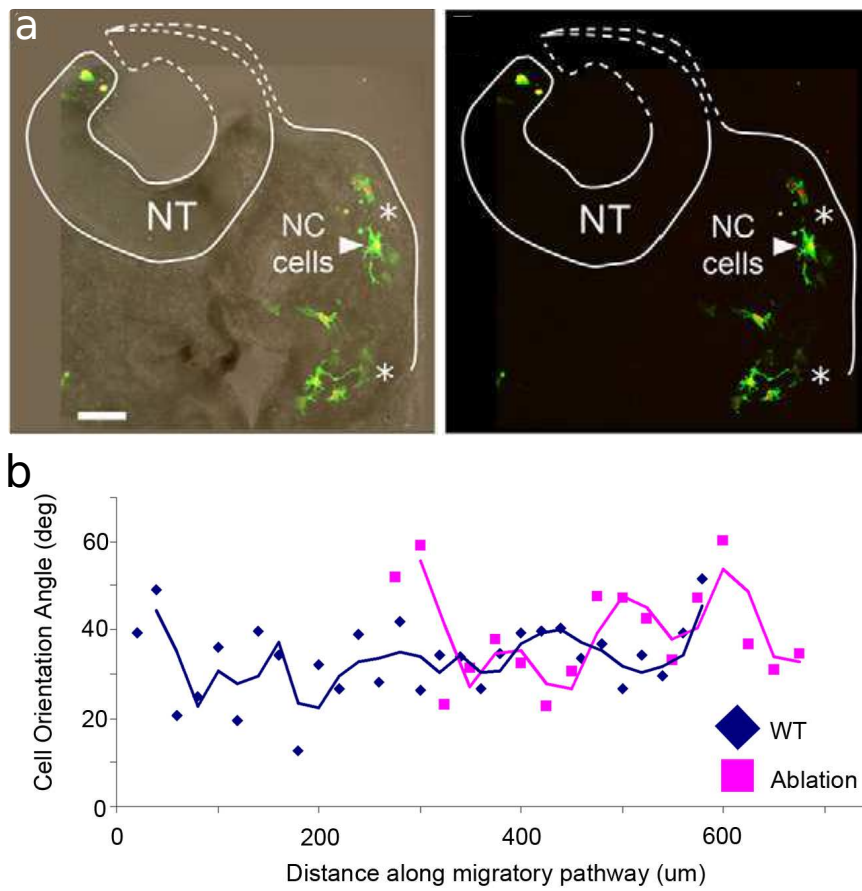 a
NT
NC
cells
*
*
NT
NC
cells
*
*
b
Cell Orientation Angle (deg)
60
40
20
0
0
200
400
600
Distance along migratory pathway (um)
WT
Ablation